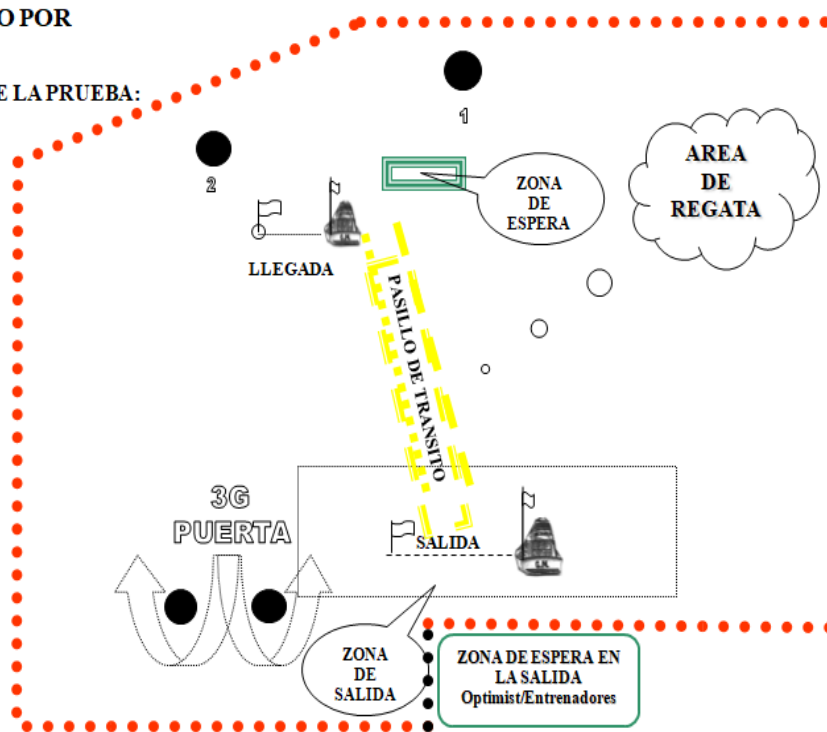 O POR
E LA PRUEBA:
1
2
AREA
DE
REGATA
ZONA
DE
ESPERA
LLEGADA
PASILLO DE TRANSITO
3G
PUERTA
SALIDA
ZONA
DE
SALIDA
ZONA DE ESPERA EN
LA SALIDA
Optimist/Entrenadores